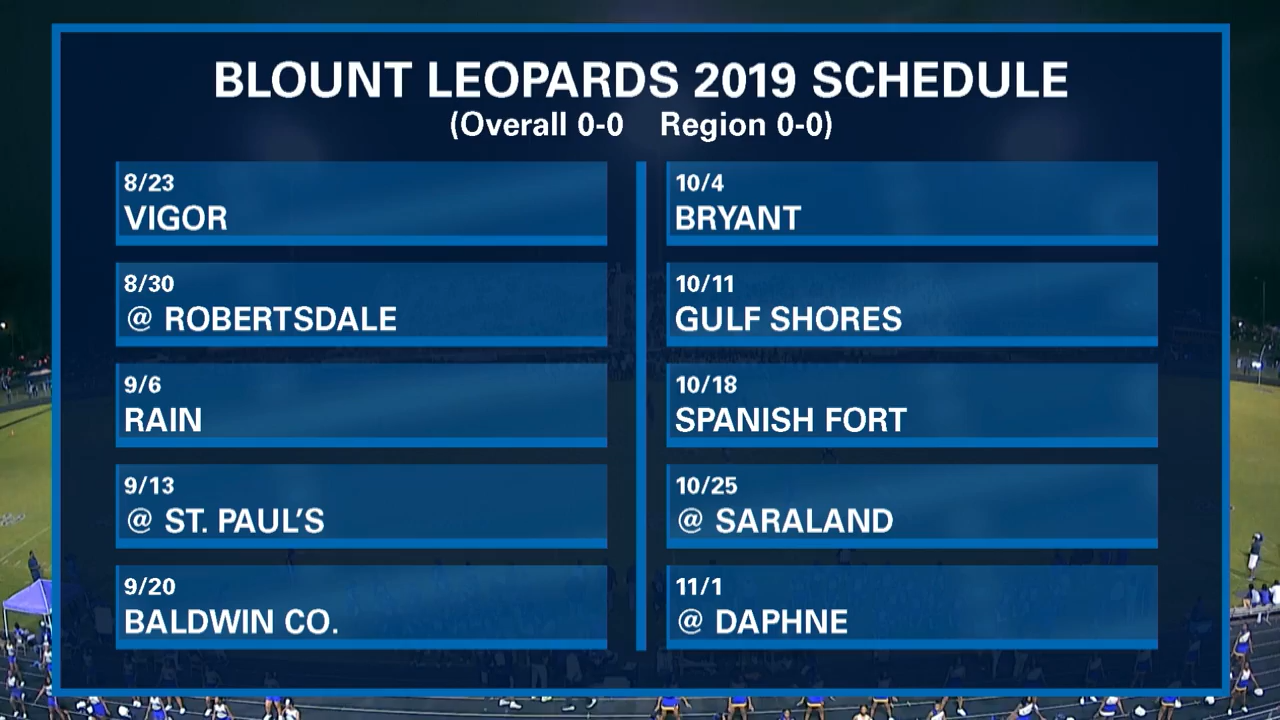 BLOUNT LEOPARDS 2019 SCHEDULE
(Overall 0-0 Region 0-0)
8/23
VIGOR
8/30
@ ROBERTSDALE
9/6
RAIN
9/13
@ ST. PAUL'S
9/20
BALDWIN CO.
10/4
BRYANT
10/11
GULF SHORES
10/18
SPANISH FORT
10/25
@ SARALAND
11/1
@ DAPHNE